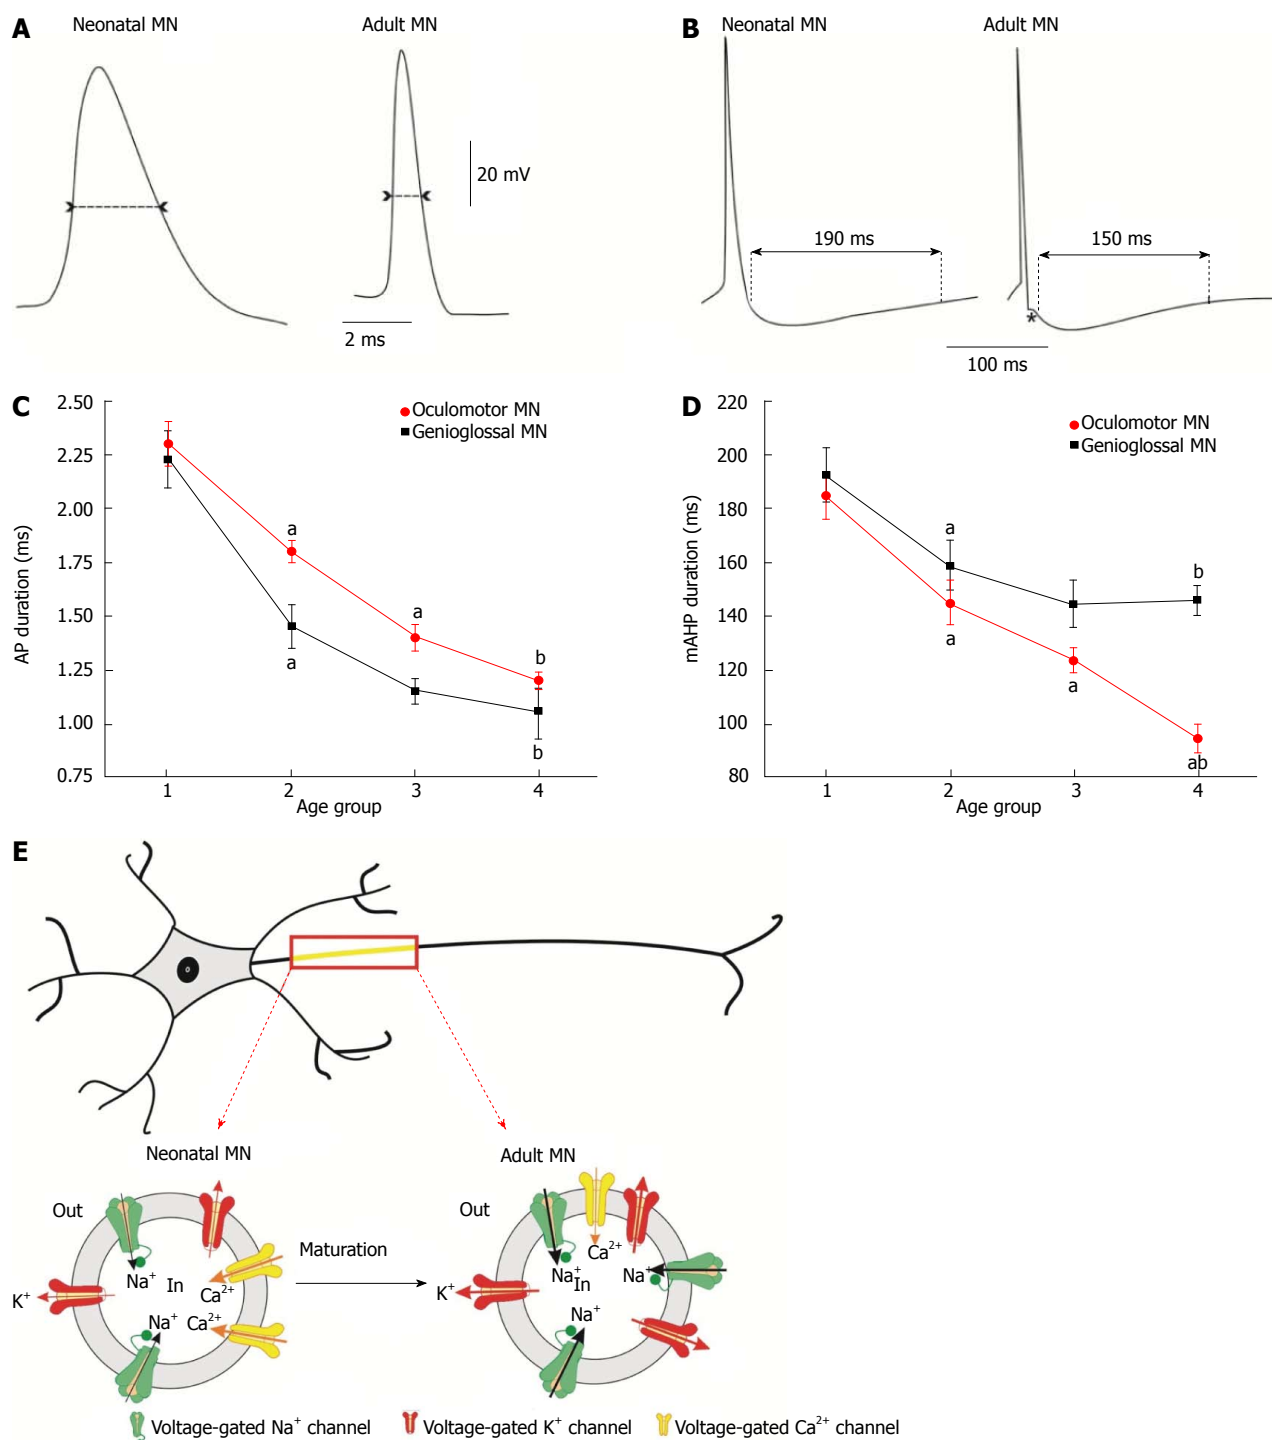 A
Neonatal MN
Adult MN
20 mV
2 ms
B
Neonatal MN
Adult MN
190 ms
150 ms
*
100 ms
C
2.50
2.25
2.00
1.75
1.50
1.25
1.00
0.75
AP duration (ms)
Oculomotor MN
Genioglossal MN
a
a
a
b
b
1
2
3
4
Age group
D
220
200
180
160
140
120
100
80
mAHP duration (ms)
Oculomotor MN
Genioglossal MN
a
a
a
b
ab
1
2
3
4
Age group
E
Neonatal MN
Adult MN
Out
Na⁺
In
Ca²⁺
K⁺
Na⁺
Ca²⁺
Maturation
Out
Ca²⁺
Na⁺
In
Na⁺
K⁺
Na⁺
Voltage-gated Na⁺ channel
Voltage-gated K⁺ channel
Voltage-gated Ca²⁺ channel